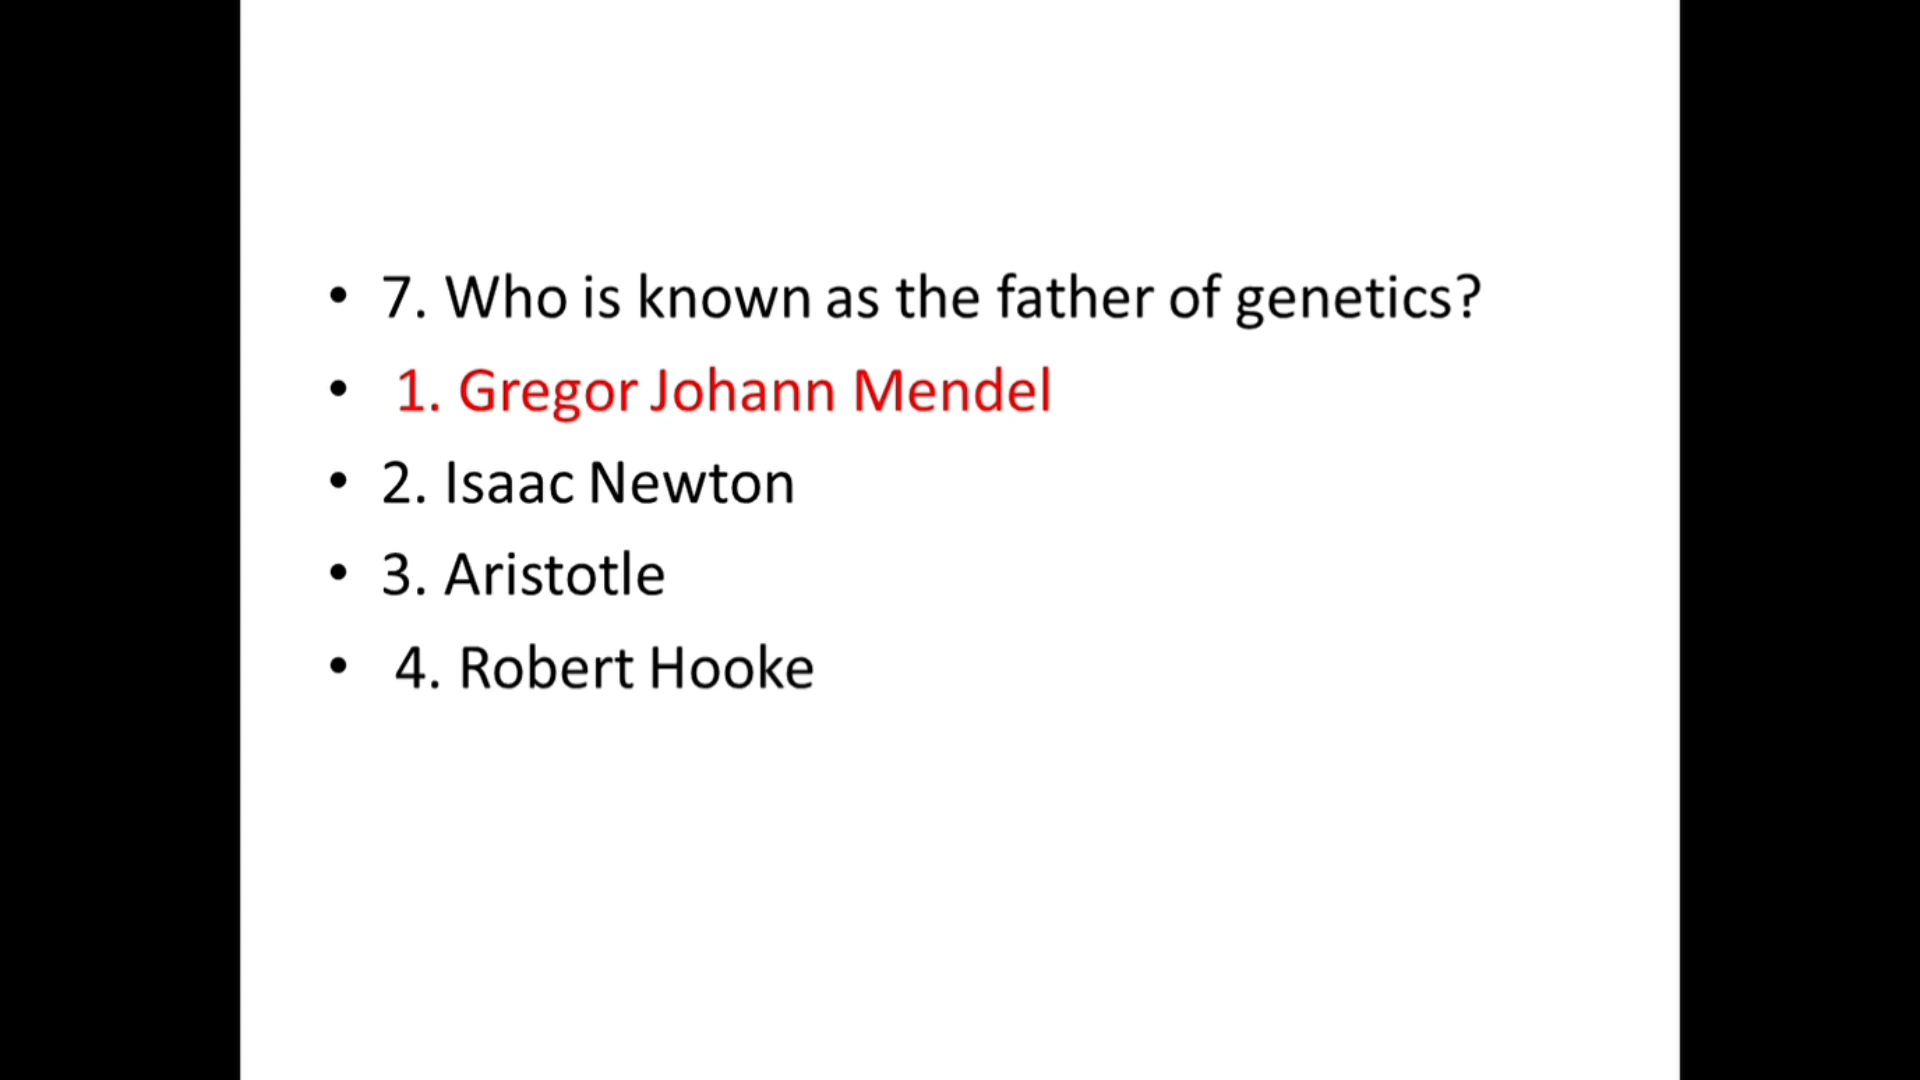 • 7. Who is known as the father of genetics?
• 1. Gregor Johann Mendel
• 2. Isaac Newton
• 3. Aristotle
• 4. Robert Hooke